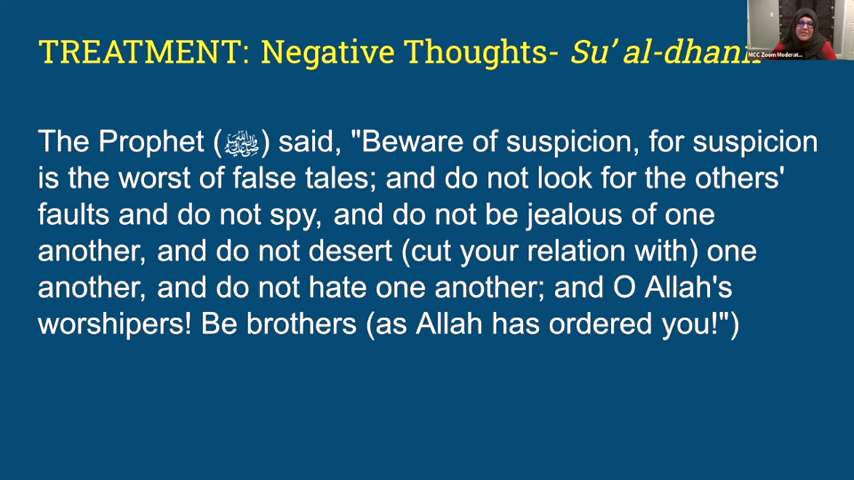 TREATMENT: Negative Thoughts- Su' al-dhann
MCC Zoom Moderat...
The Prophet (ﷺ) said, "Beware of suspicion, for suspicion
is the worst of false tales; and do not look for the others'
faults and do not spy, and do not be jealous of one
another, and do not desert (cut your relation with) one
another, and do not hate one another; and O Allah's
worshipers! Be brothers (as Allah has ordered you!")